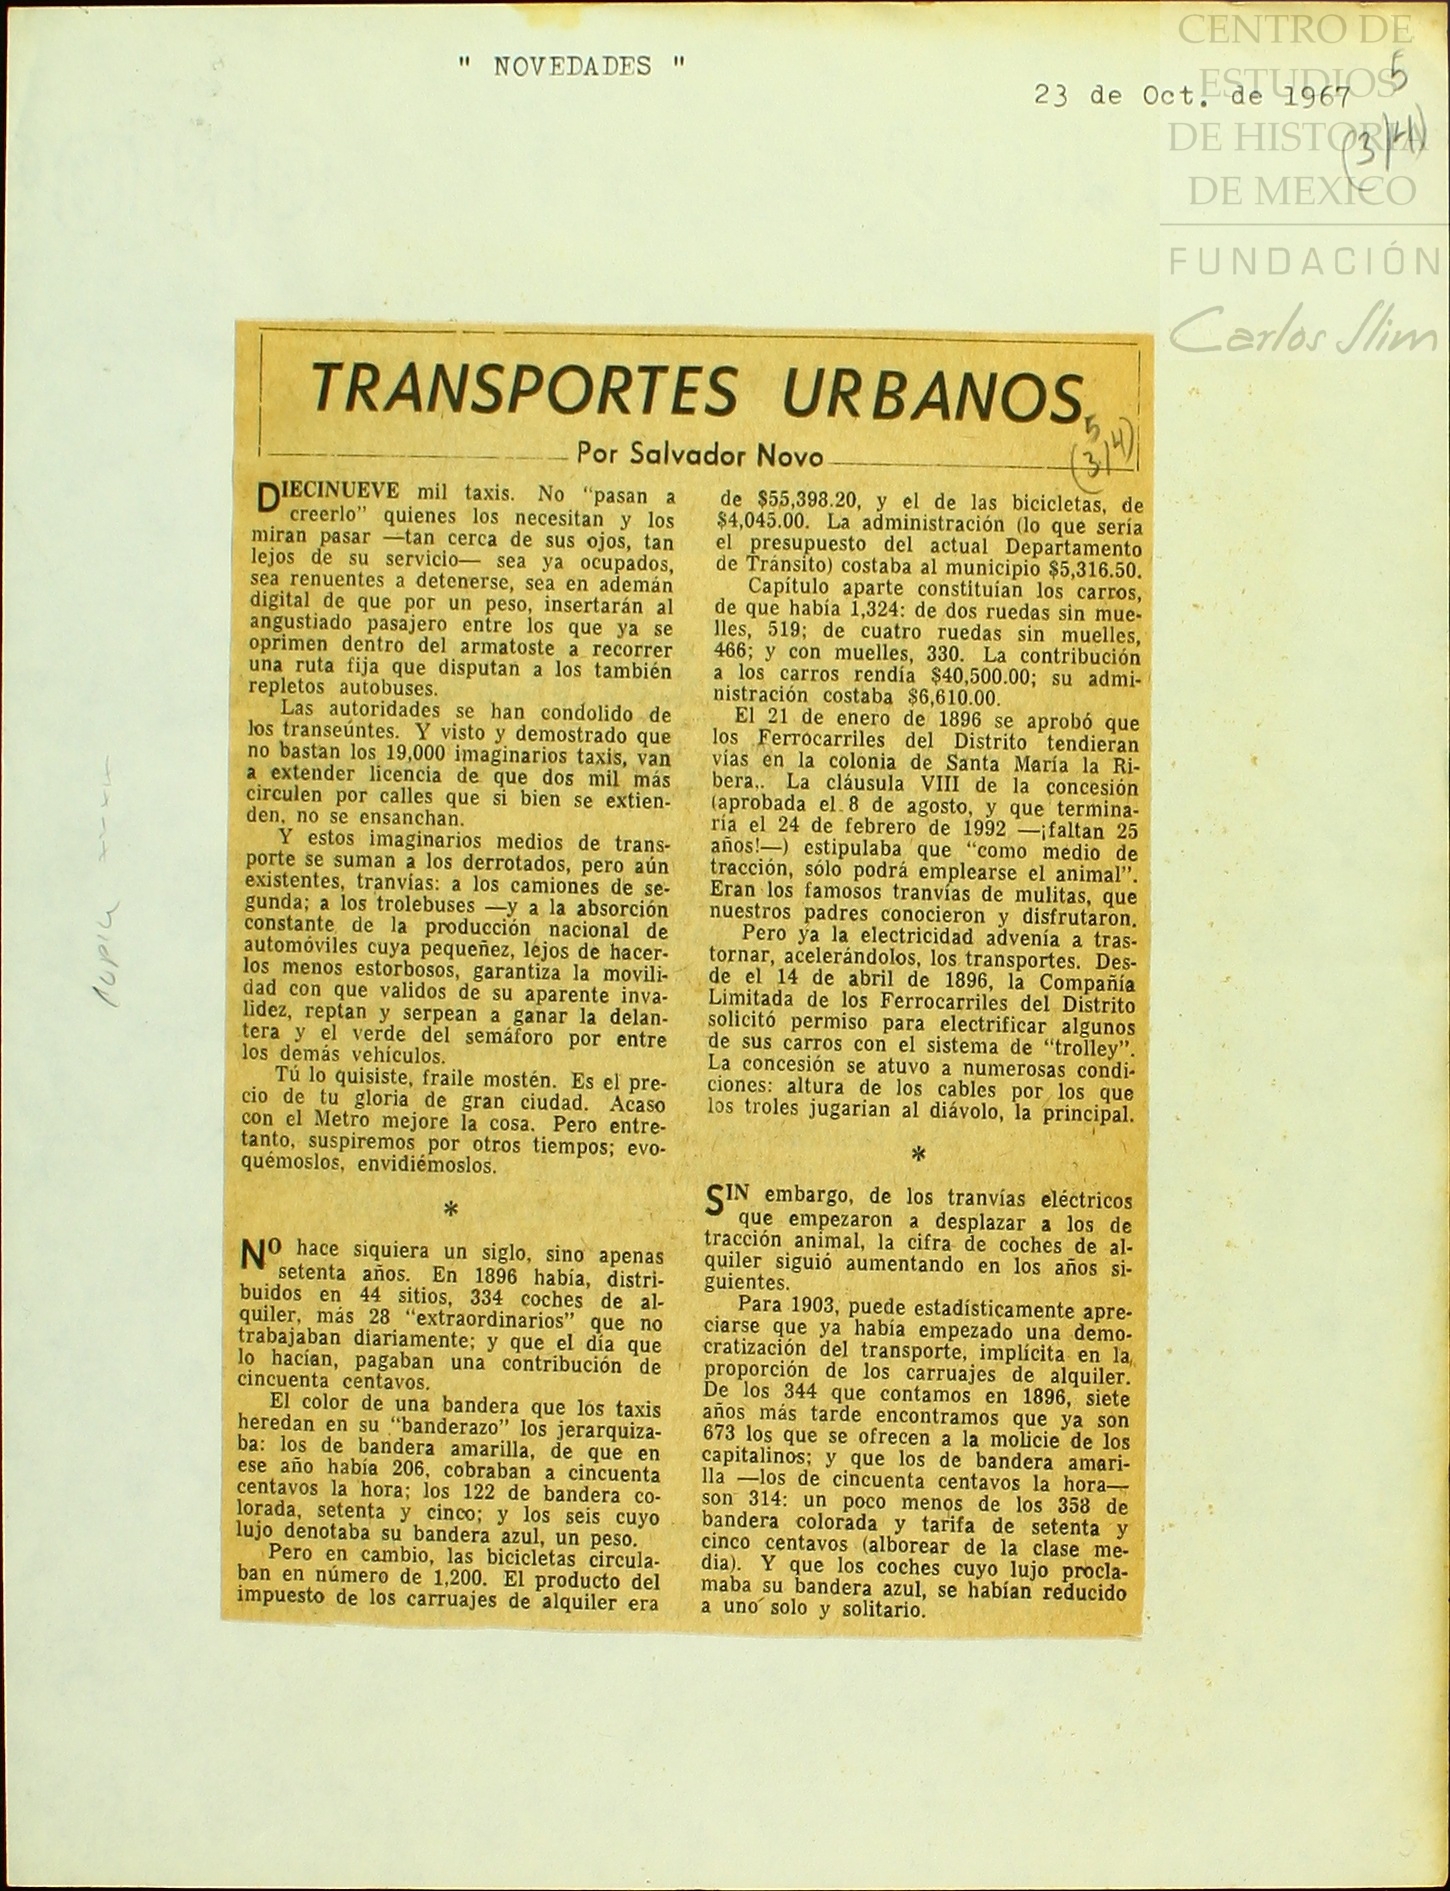 CENTRO DE
ESTUDIOS
DE HISTORIA
DE MEXICO
FUNDACIÓN
Carlos Slim
" NOVEDADES "
23 de Oct. de 1967
5
(3/4)
TRANSPORTES URBANOS
5
(3/4)
Por Salvador Novo
DIECINUEVE mil taxis. No "pasan a
creerlo" quienes los necesitan y los
miran pasar —tan cerca de sus ojos, tan
lejos de su servicio— sea ya ocupados,
sea renuentes a detenerse, sea en ademán
digital de que por un peso, insertarán al
angustiado pasajero entre los que ya se
oprimen dentro del armatoste a recorrer
una ruta fija que disputan a los también
repletos autobuses.
Las autoridades se han condolido de
los transeúntes. Y visto y demostrado que
no bastan los 19,000 imaginarios taxis, van
a extender licencia de que dos mil más
circulen por calles que si bien se extien-
den, no se ensanchan.
Y estos imaginarios medios de trans-
porte se suman a los derrotados, pero aún
existentes, tranvías: a los camiones de se-
gunda; a los trolebuses —y a la absorción
constante de la producción nacional de
automóviles cuya pequeñez, lejos de hacer-
los menos estorbosos, garantiza la movili-
dad con que validos de su aparente inva-
lidez, reptan y serpean a ganar la delan-
tera y el verde del semáforo por entre
los demás vehículos.
Tú lo quisiste, fraile mostén. Es el pre-
cio de tu gloria de gran ciudad. Acaso
con el Metro mejore la cosa. Pero entre-
tanto, suspiremos por otros tiempos; evo-
quémoslos, envidiémoslos.
*
NO hace siquiera un siglo, sino apenas
setenta años. En 1896 había, distri-
buidos en 44 sitios, 334 coches de al-
quiler, más 28 "extraordinarios" que no
trabajaban diariamente; y que el día que
lo hacían, pagaban una contribución de
cincuenta centavos.
El color de una bandera que los taxis
heredan en su "banderazo" los jerarquiza-
ba: los de bandera amarilla, de que en
ese año había 206, cobraban a cincuenta
centavos la hora; los 122 de bandera co-
lorada, setenta y cinco; y los seis cuyo
lujo denotaba su bandera azul, un peso.
Pero en cambio, las bicicletas circula-
ban en número de 1,200. El producto del
impuesto de los carruajes de alquiler era
de $55,398.20, y el de las bicicletas, de
$4,045.00. La administración (lo que sería
el presupuesto del actual Departamento
de Tránsito) costaba al municipio $5,316.50.
Capítulo aparte constituían los carros,
de que había 1,324: de dos ruedas sin mue-
lles, 519; de cuatro ruedas sin muelles,
466; y con muelles, 330. La contribución
a los carros rendía $40,500.00; su admi-
nistración costaba $6,610.00.
El 21 de enero de 1896 se aprobó que
los Ferrocarriles del Distrito tendieran
vías en la colonia de Santa María la Ri-
bera,. La cláusula VIII de la concesión
(aprobada el 8 de agosto, y que termina-
ría el 24 de febrero de 1992 —¡faltan 25
años!—) estipulaba que "como medio de
tracción, sólo podrá emplearse el animal".
Eran los famosos tranvías de mulitas, que
nuestros padres conocieron y disfrutaron.
Pero ya la electricidad advenía a tras-
tornar, acelerándolos, los transportes. Des-
de el 14 de abril de 1896, la Compañía
Limitada de los Ferrocarriles del Distrito
solicitó permiso para electrificar algunos
de sus carros con el sistema de "trolley".
La concesión se atuvo a numerosas condi-
ciones: altura de los cables por los que
los troles jugarían al diávolo, la principal.
*
SIN embargo, de los tranvías eléctricos
que empezaron a desplazar a los de
tracción animal, la cifra de coches de al-
quiler siguió aumentando en los años si-
guientes.
Para 1903, puede estadísticamente apre-
ciarse que ya había empezado una demo-
cratización del transporte, implícita en la
proporción de los carruajes de alquiler.
De los 344 que contamos en 1896, siete
años más tarde encontramos que ya son
673 los que se ofrecen a la molicie de los
capitalinos; y que los de bandera amari-
lla —los de cincuenta centavos la hora—
son 314: un poco menos de los 358 de
bandera colorada y tarifa de setenta y
cinco centavos (alborear de la clase me-
dia). Y que los coches cuyo lujo procla-
maba su bandera azul, se habían reducido
a uno solo y solitario.